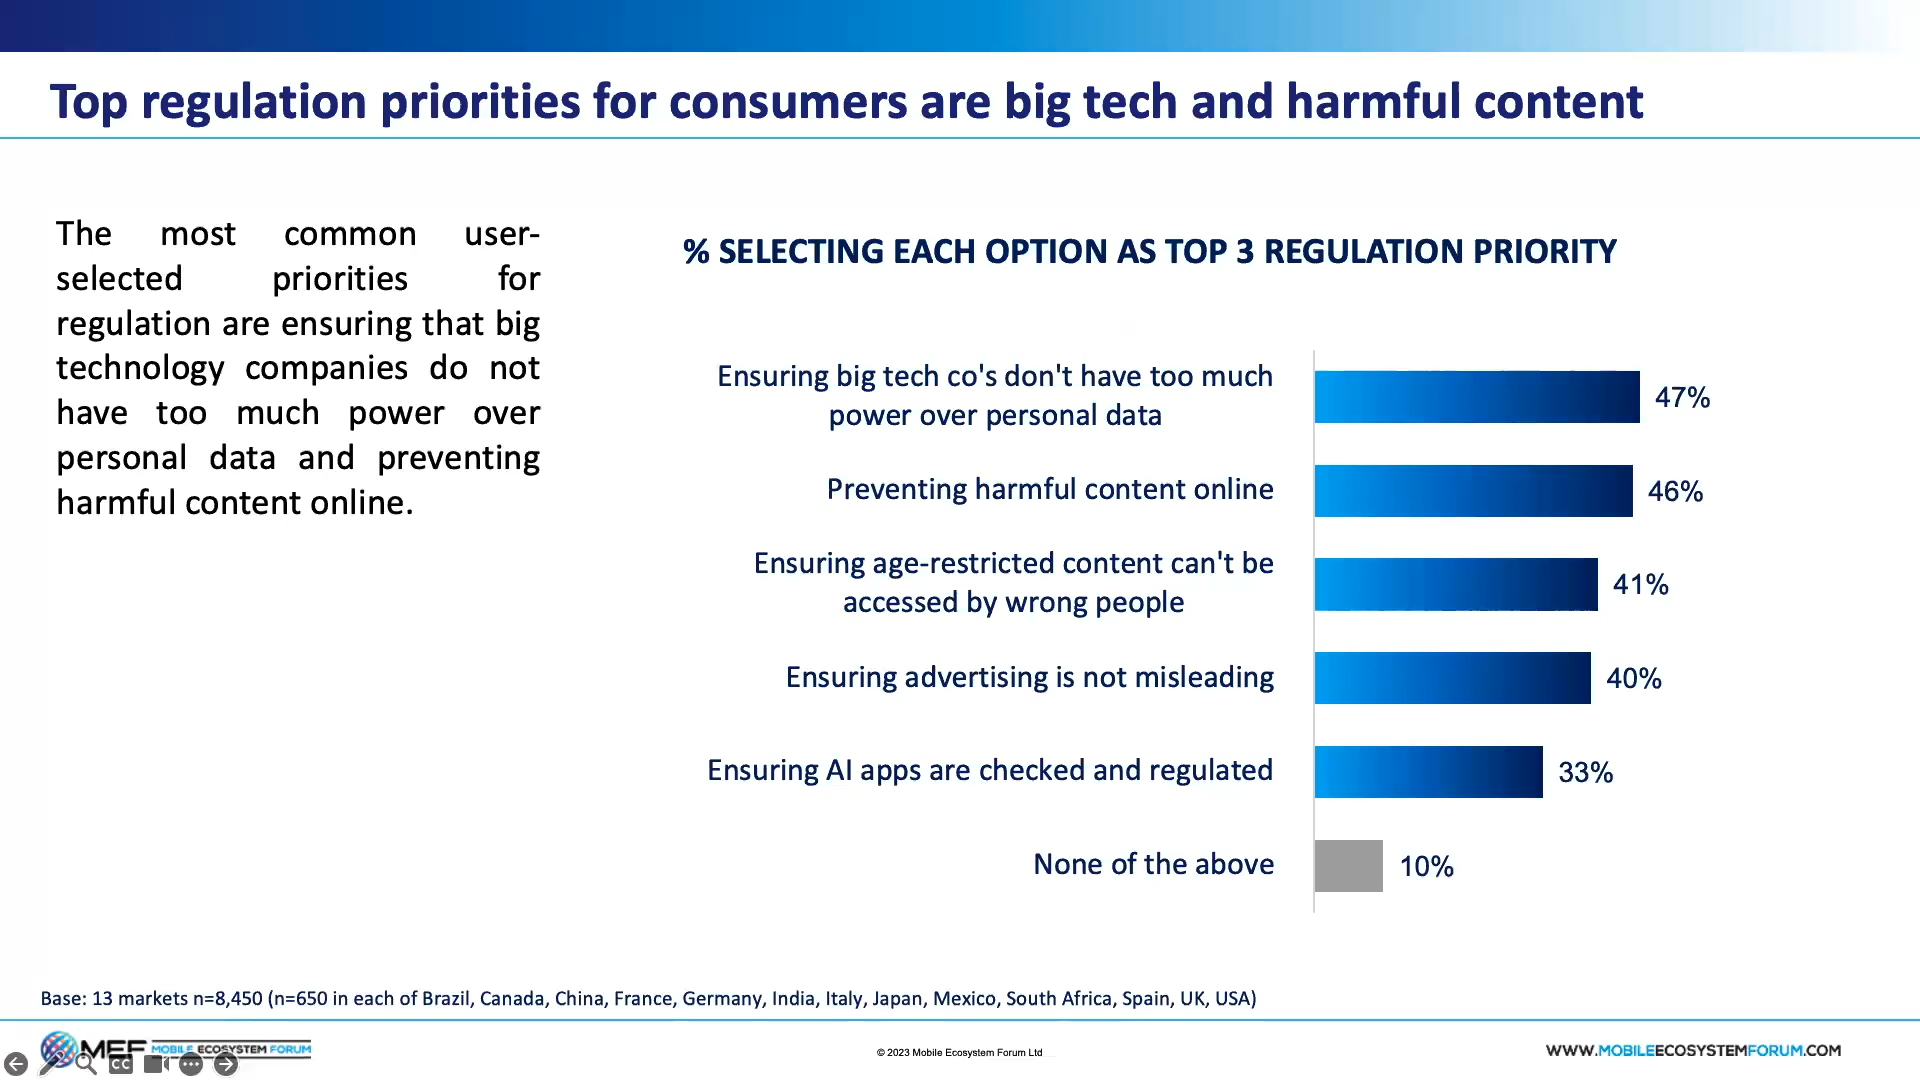 Top regulation priorities for consumers are big tech and harmful content
The most common user-
selected priorities for
regulation are ensuring that big
technology companies do not
have too much power over
personal data and preventing
harmful content online.
% SELECTING EACH OPTION AS TOP 3 REGULATION PRIORITY
Ensuring big tech co's don't have too much
power over personal data
47%
Preventing harmful content online
46%
Ensuring age-restricted content can't be
accessed by wrong people
41%
Ensuring advertising is not misleading
40%
Ensuring AI apps are checked and regulated
33%
None of the above
10%
Base: 13 markets n=8,450 (n=650 in each of Brazil, Canada, China, France, Germany, India, Italy, Japan, Mexico, South Africa, Spain, UK, USA)
MEF MOBILE ECOSYSTEM FORUM
CC
© 2023 Mobile Ecosystem Forum Ltd
WWW.MOBILEECOSYSTEMFORUM.COM